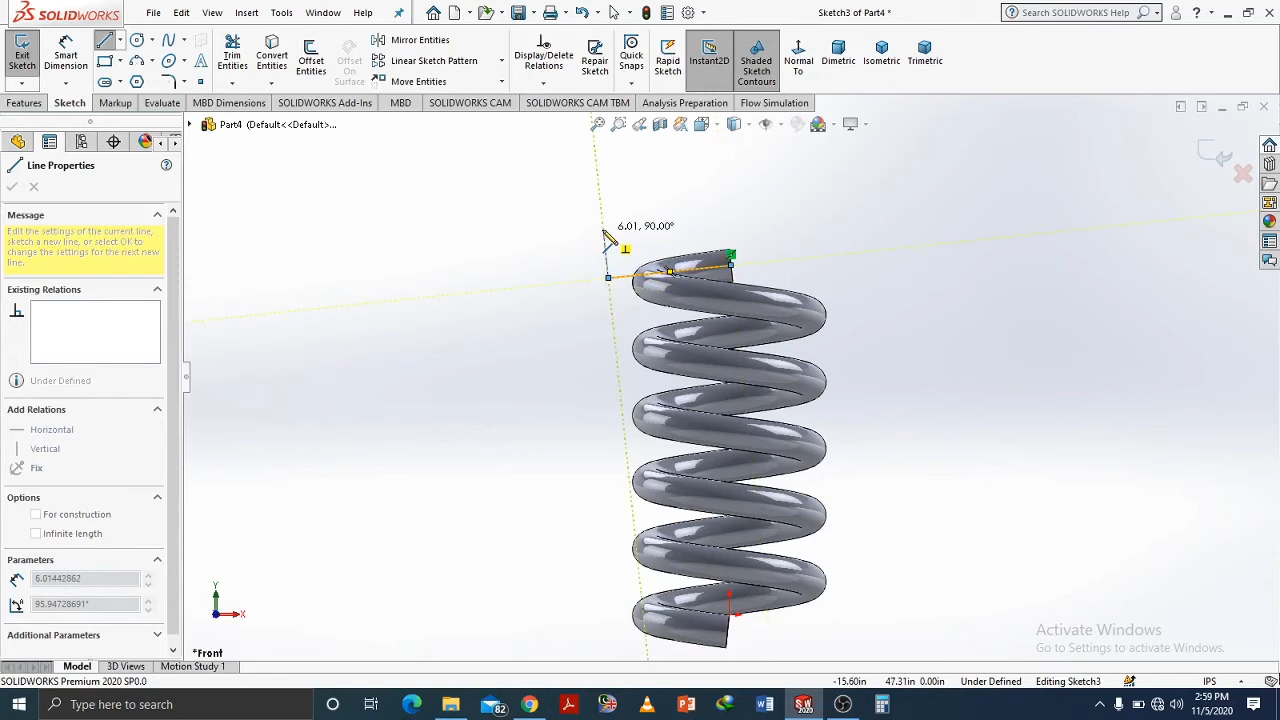 SOLIDWORKS File Edit View Insert Tools Window Help Sketch3 of Part4 * Search SOLIDWORKS Help
Exit Sketch
Smart Dimension
Trim Entities
Convert Entities
Offset Entities
Offset On Surface
Mirror Entities
Linear Sketch Pattern
Move Entities
Display/Delete Relations
Repair Sketch
Quick Snaps
Rapid Sketch
Instant2D
Shaded Sketch Contours
Normal To
Dimetric
Isometric
Trimetric
Features Sketch Markup Evaluate MBD Dimensions SOLIDWORKS Add-Ins MBD SOLIDWORKS CAM SOLIDWORKS CAM TBM Analysis Preparation Flow Simulation
Part4 (Default<<Default>...
Line Properties
Message
Edit the settings of the current line,
sketch a new line, or select OK to
change the settings for the next new
line.
Existing Relations
Under Defined
Add Relations
Horizontal
Vertical
Fix
Options
For construction
Infinite length
Parameters
6.01442862
95.94728691°
Additional Parameters
6.01, 90.00°
Y
X
*Front
Activate Windows
Go to Settings to activate Windows.
Model 3D Views Motion Study 1
SOLIDWORKS Premium 2020 SP0.0 -15.60in 47.31in 0.00in Under Defined Editing Sketch3 IPS
Type here to search
82
SW
2020
2:59 PM
11/5/2020